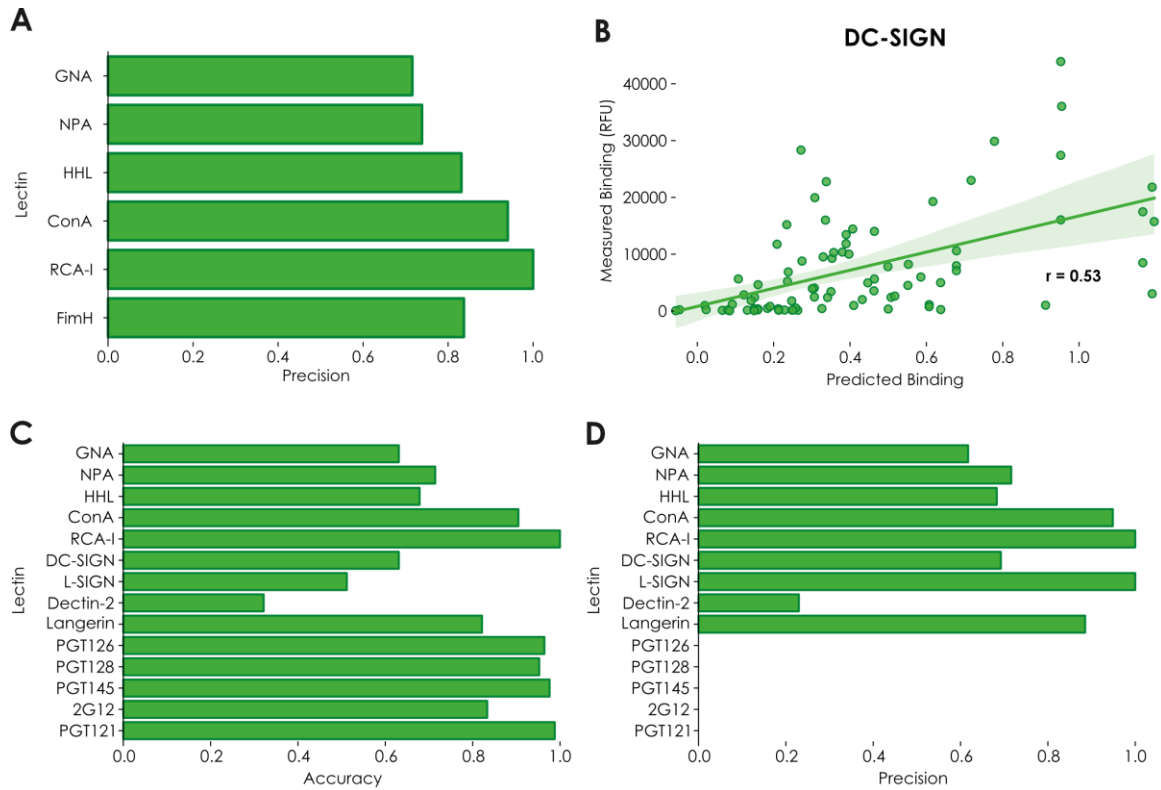 A
GNA
NPA
HHL
ConA
RCA-I
FimH
Lectin
0.0 0.2 0.4 0.6 0.8 1.0
Precision
B
DC-SIGN
40000
30000
20000
10000
0
Measured Binding (RFU)
r = 0.53
0.0 0.2 0.4 0.6 0.8 1.0
Predicted Binding
C
GNA
NPA
HHL
ConA
RCA-I
DC-SIGN
L-SIGN
Dectin-2
Langerin
PGT126
PGT128
PGT145
2G12
PGT121
Lectin
0.0 0.2 0.4 0.6 0.8 1.0
Accuracy
D
GNA
NPA
HHL
ConA
RCA-I
DC-SIGN
L-SIGN
Dectin-2
Langerin
PGT126
PGT128
PGT145
2G12
PGT121
Lectin
0.0 0.2 0.4 0.6 0.8 1.0
Precision